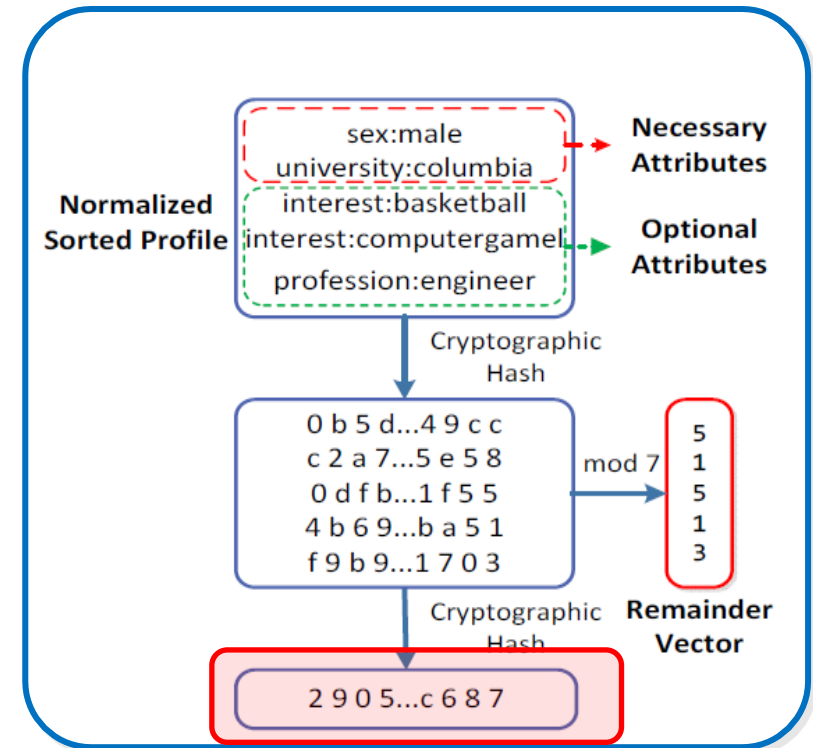 sex:male
university:columbia
Necessary
Attributes
Normalized
Sorted Profile
interest:basketball
interest:computergamel
profession:engineer
Optional
Attributes
Cryptographic
Hash
0 b 5 d...4 9 c c
c 2 a 7...5 e 5 8
0 d f b...1 f 5 5
4 b 6 9...b a 5 1
f 9 b 9...1 7 0 3
mod 7
5
1
5
1
3
Cryptographic
Hash
Remainder
Vector
2 9 0 5...c 6 8 7